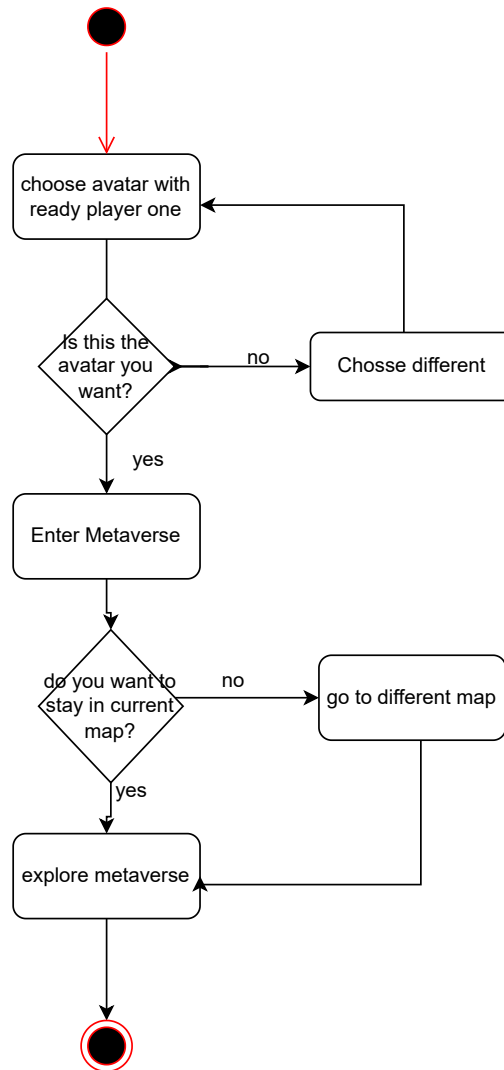 choose avatar with
ready player one
Is this the
avatar you
want?
no
Chosse different
yes
Enter Metaverse
do you want to
stay in current
map?
no
go to different map
yes
explore metaverse